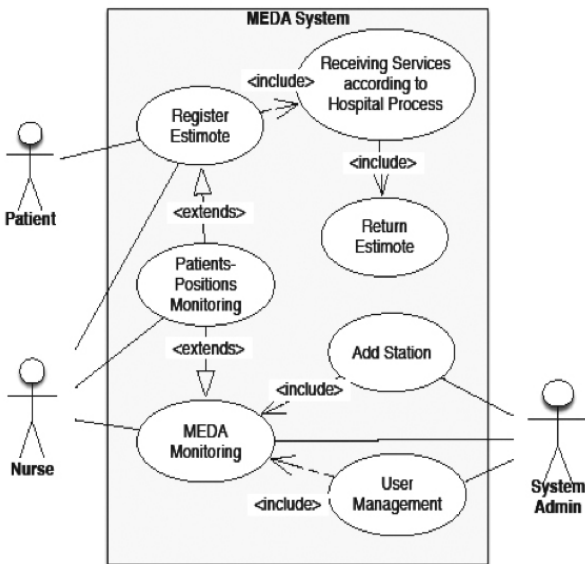 MEDA System
Receiving Services
according to
Hospital Process
<include>
Register
Estimote
<include>
Patient
<extends>
Return
Estimote
Patients-
Positions
Monitoring
<extends>
Add Station
<include>
MEDA
Monitoring
Nurse
User
Management
<include>
System
Admin